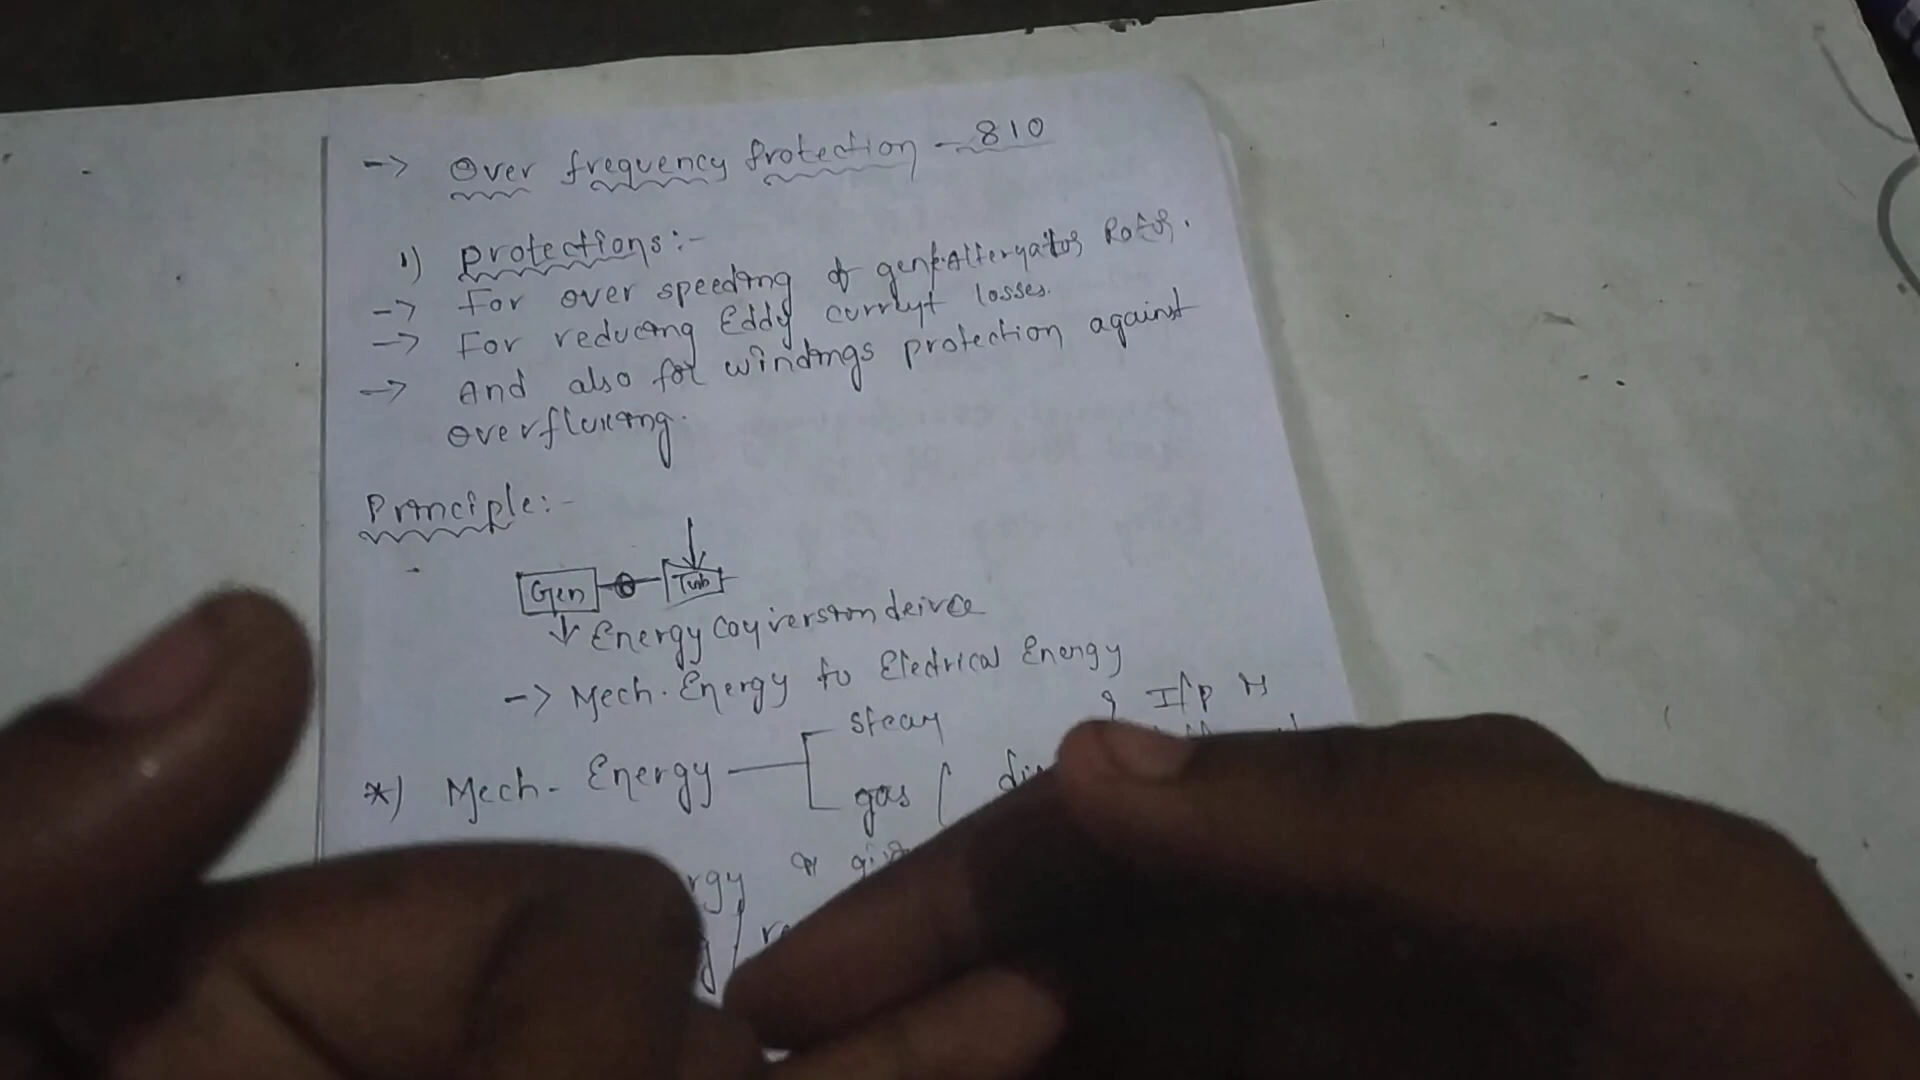 -> Over frequency Protection - 810
1) Protections:-
-> For over speeding of gen/Alternator Rotor.
-> For reducing Eddy current losses.
-> And also for windings protection against
overfluxing.
Principle:-
Gen Turb
Energy conversion deivce
-> Mech. Energy to Electrical Energy
*) Mech- Energy steam
gas I/p